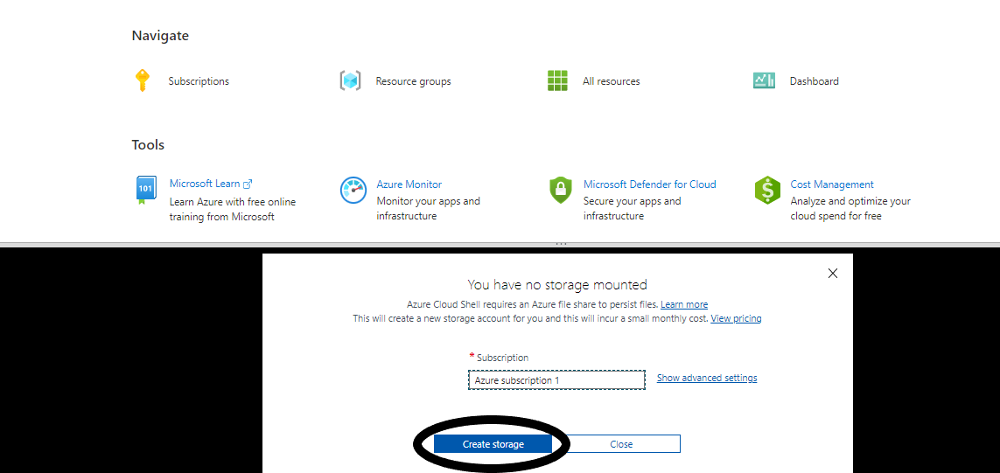 Navigate
Subscriptions
Resource groups
All resources
Dashboard
Tools
101
Microsoft Learn
Learn Azure with free online
training from Microsoft
Azure Monitor
Monitor your apps and
infrastructure
Microsoft Defender for Cloud
Secure your apps and
infrastructure
$
Cost Management
Analyze and optimize your
cloud spend for free
You have no storage mounted
Azure Cloud Shell requires an Azure file share to persist files. Learn more
This will create a new storage account for you and this will incur a small monthly cost. View pricing
* Subscription
Azure subscription 1
Show advanced settings
Create storage
Close